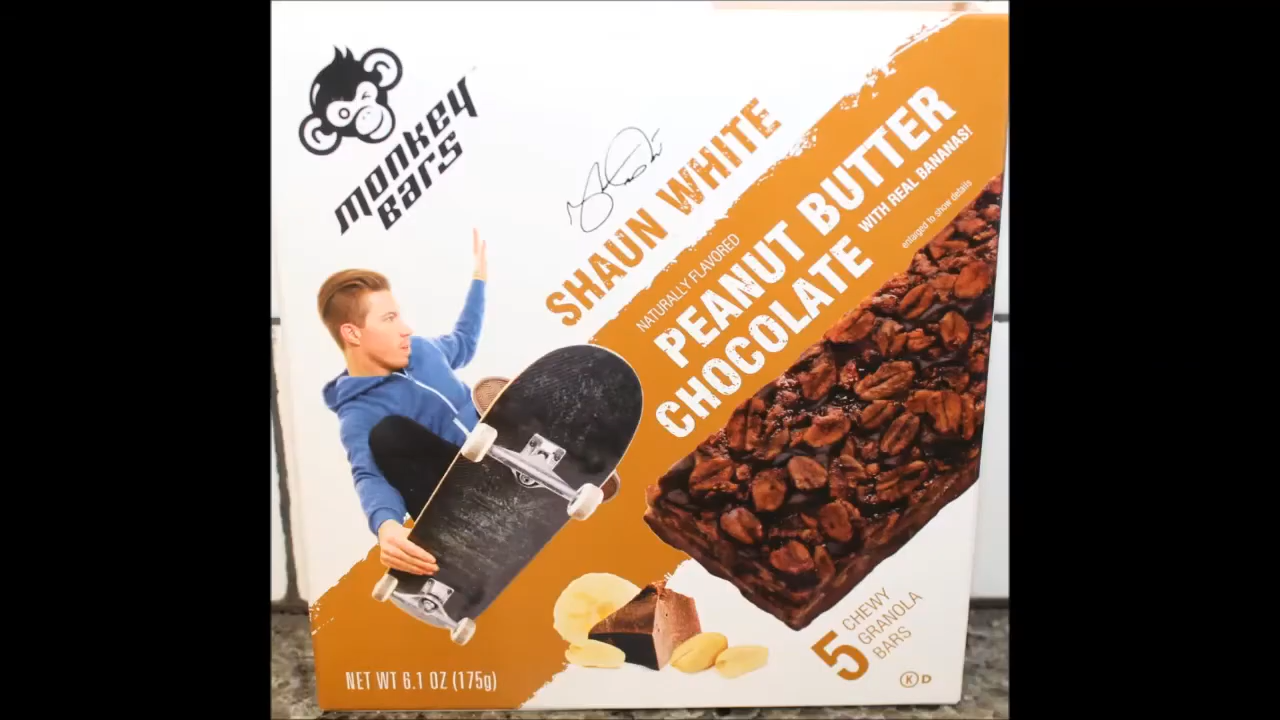 monkey
Bars
SHAUN WHITE
NATURALLY FLAVORED
PEANUT BUTTER
CHOCOLATE WITH REAL BANANAS!
enlarged to show details
5 CHEWY
GRANOLA
BARS
NET WT 6.1 OZ (175g)
K D